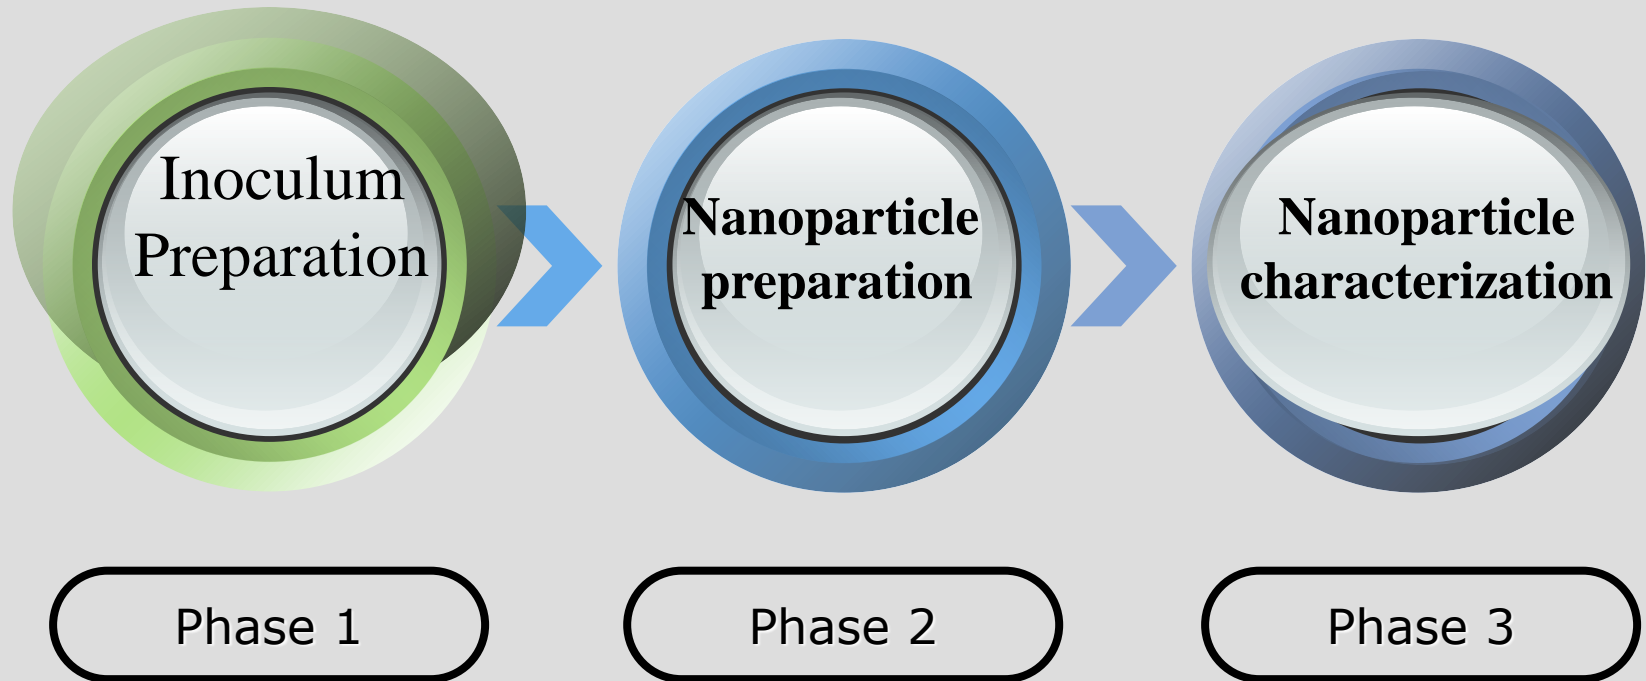 Inoculum
Preparation
Nanoparticle
preparation
Nanoparticle
characterization
Phase 1
Phase 2
Phase 3